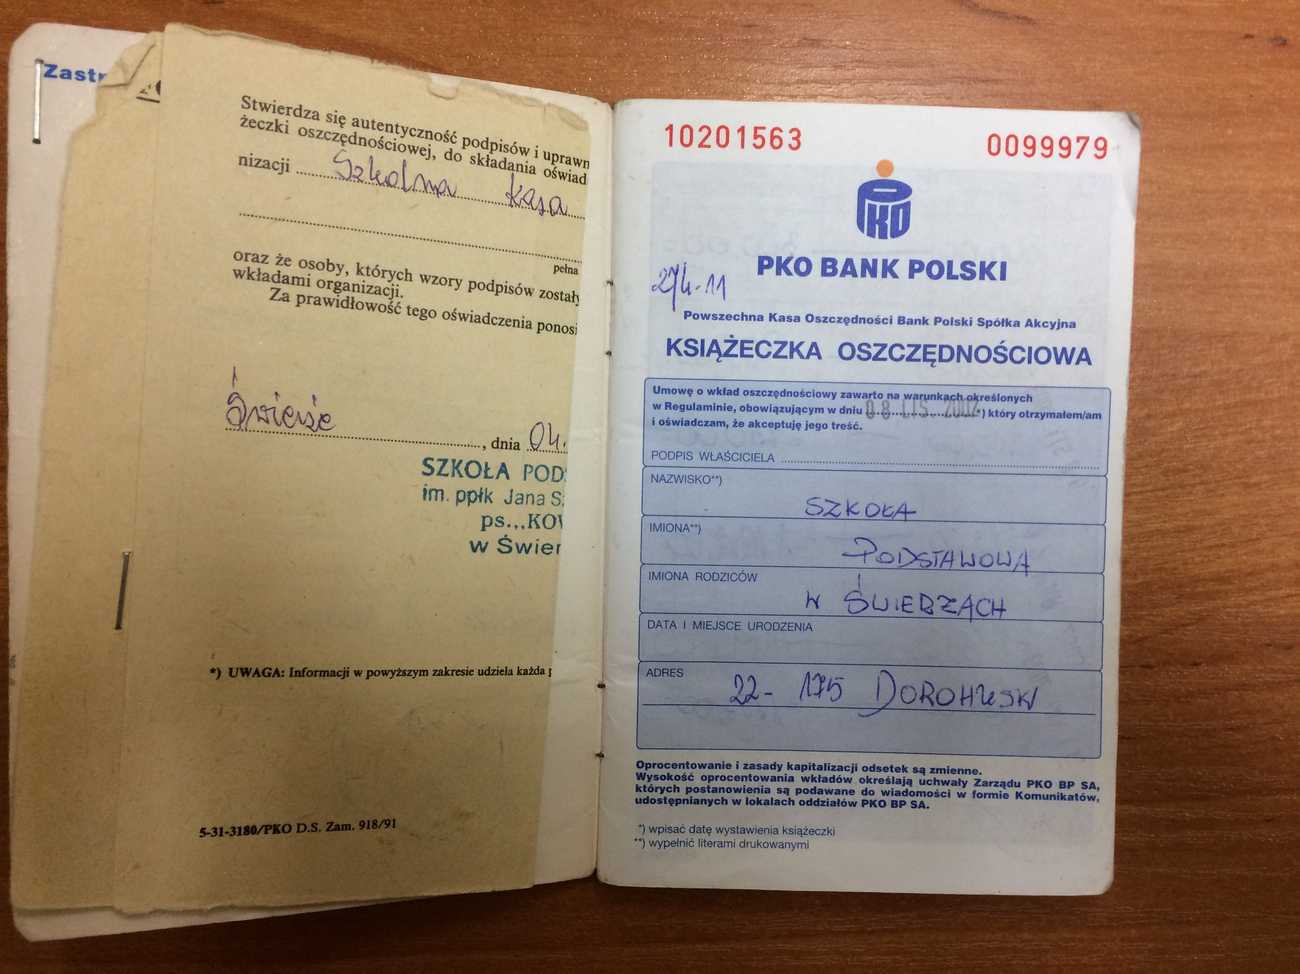 Zastr
Stwierdza się autentyczność podpisów i uprawn
żeczki oszczędnościowej, do składania oświad
nizacji Szkolna Kasa
pełna
oraz że osoby, których wzory podpisów zostały
wkładami organizacji.
Za prawidłowość tego oświadczenia ponosi
Świerże, dnia 04.
SZKOŁA PODS
im. ppłk Jana S
ps.,,KOW
w Świer
*) UWAGA: Informacji w powyższym zakresie udziela każda p
5-31-3180/PKO D.S. Zam. 918/91
10201563 0099979
PKO
PKO BANK POLSKI
27/4-11
Powszechna Kasa Oszczędności Bank Polski Spółka Akcyjna
KSIĄŻECZKA OSZCZĘDNOŚCIOWA
Umowę o wkład oszczędnościowy zawarto na warunkach określonych
w Regulaminie, obowiązującym w dniu 08. LIS. 2002 *) który otrzymałem/am
i oświadczam, że akceptuję jego treść.
PODPIS WŁAŚCICIELA
NAZWISKO**)
SZKOŁA
IMIONA**)
PODSTAWOWA
IMIONA RODZICÓW
W ŚWIERŻACH
DATA I MIEJSCE URODZENIA
ADRES
22-175 DOROHUSK
Oprocentowanie i zasady kapitalizacji odsetek są zmienne.
Wysokość oprocentowania wkładów określają uchwały Zarządu PKO BP SA,
których postanowienia są podawane do wiadomości w formie Komunikatów,
udostępnianych w lokalach oddziałów PKO BP SA.
*) wpisać datę wystawienia książeczki
**) wypełnić literami drukowanymi